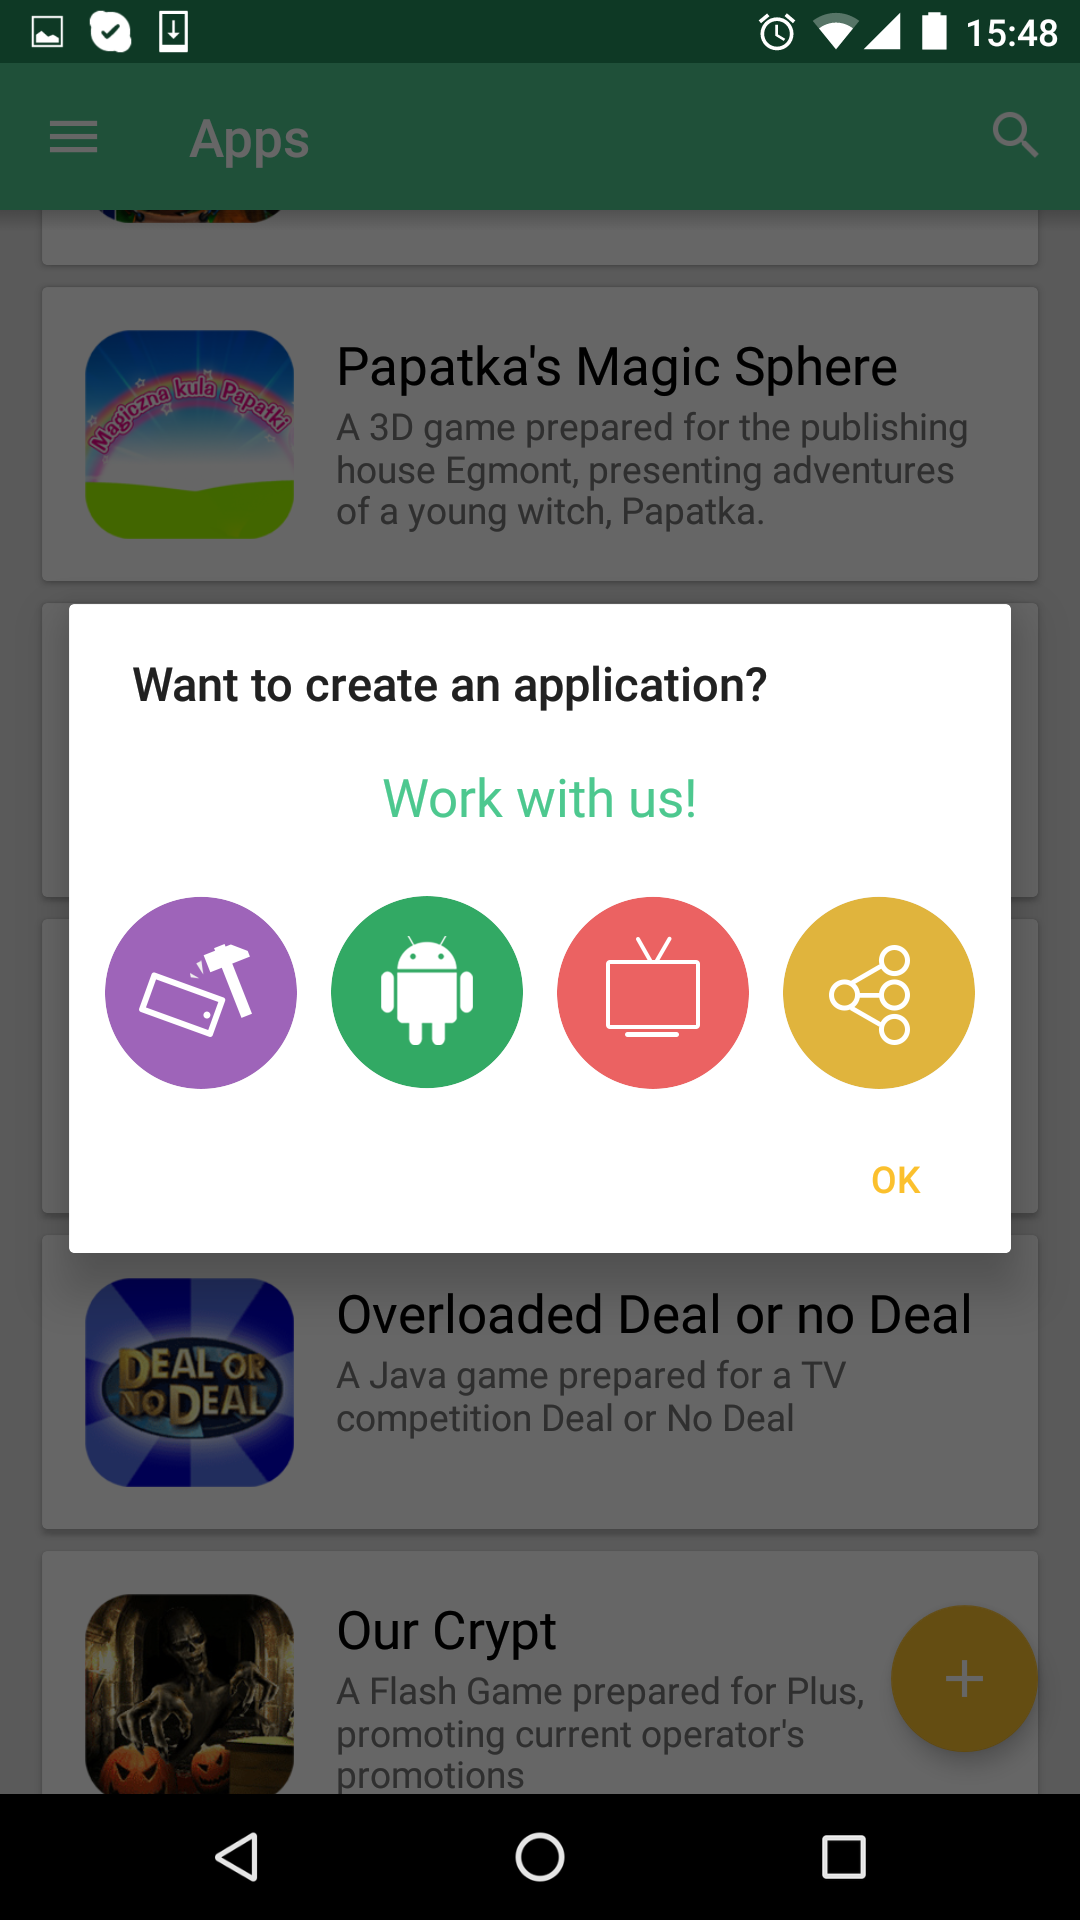 15:48
Apps
Magiczna kula Papatki
Papatka's Magic Sphere
A 3D game prepared for the publishing
house Egmont, presenting adventures
of a young witch, Papatka.
Want to create an application?
Work with us!
OK
DEAL OR
NO DEAL
Overloaded Deal or no Deal
A Java game prepared for a TV
competition Deal or No Deal
Our Crypt
A Flash Game prepared for Plus,
promoting current operator's
promotions